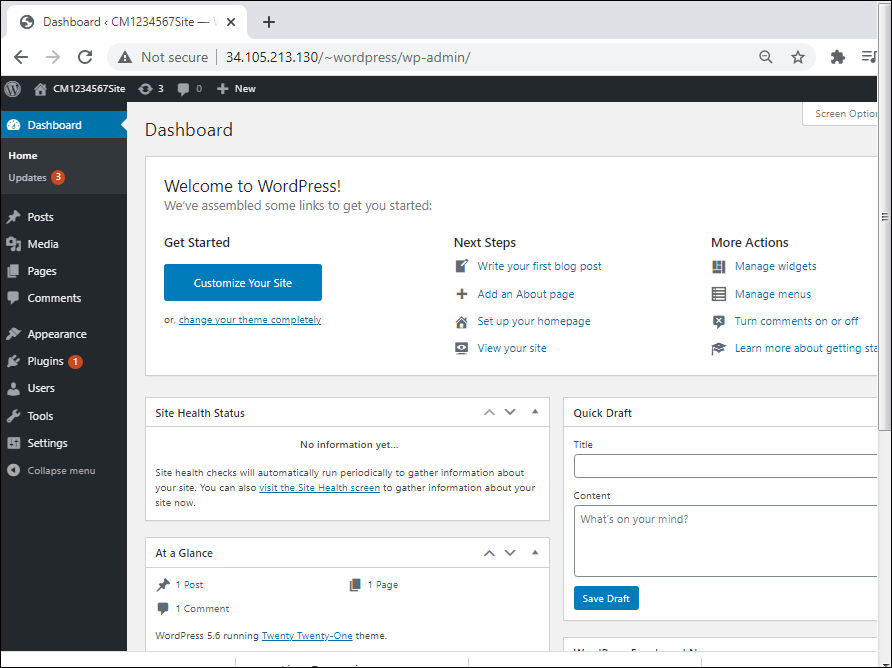 Dashboard ‹ CM1234567Site —
Not secure 34.105.213.130/~wordpress/wp-admin/
CM1234567Site 3 0 New
Dashboard
Home
Updates 3
Posts
Media
Pages
Comments
Appearance
Plugins 1
Users
Tools
Settings
Collapse menu
Screen Option
Dashboard
Welcome to WordPress!
We've assembled some links to get you started:
Get Started
Customize Your Site
or, change your theme completely
Next Steps
Write your first blog post
Add an About page
Set up your homepage
View your site
More Actions
Manage widgets
Manage menus
Turn comments on or off
Learn more about getting sta
Site Health Status
No information yet...
Site health checks will automatically run periodically to gather information about
your site. You can also visit the Site Health screen to gather information about your
site now.
At a Glance
1 Post
1 Page
1 Comment
WordPress 5.6 running Twenty Twenty-One theme.
Quick Draft
Title
Content
What's on your mind?
Save Draft